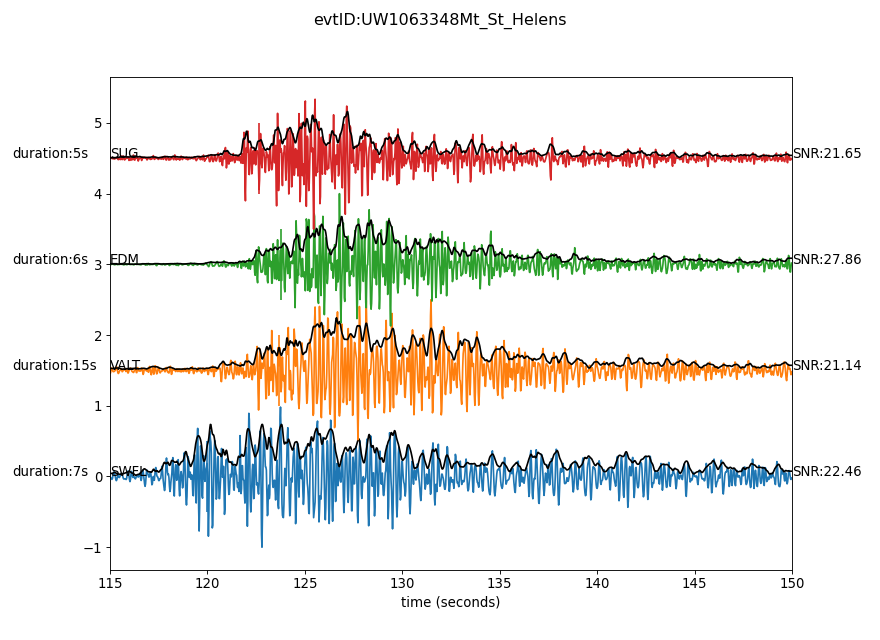 evtID:UW1063348Mt_St_Helens
5
duration:5s SUG SNR:21.65
4
duration:6s EDM SNR:27.86
3
2
duration:15s VALT SNR:21.14
1
duration:7s SWFL SNR:22.46
0
−1
115 120 125 130 135 140 145 150
time (seconds)